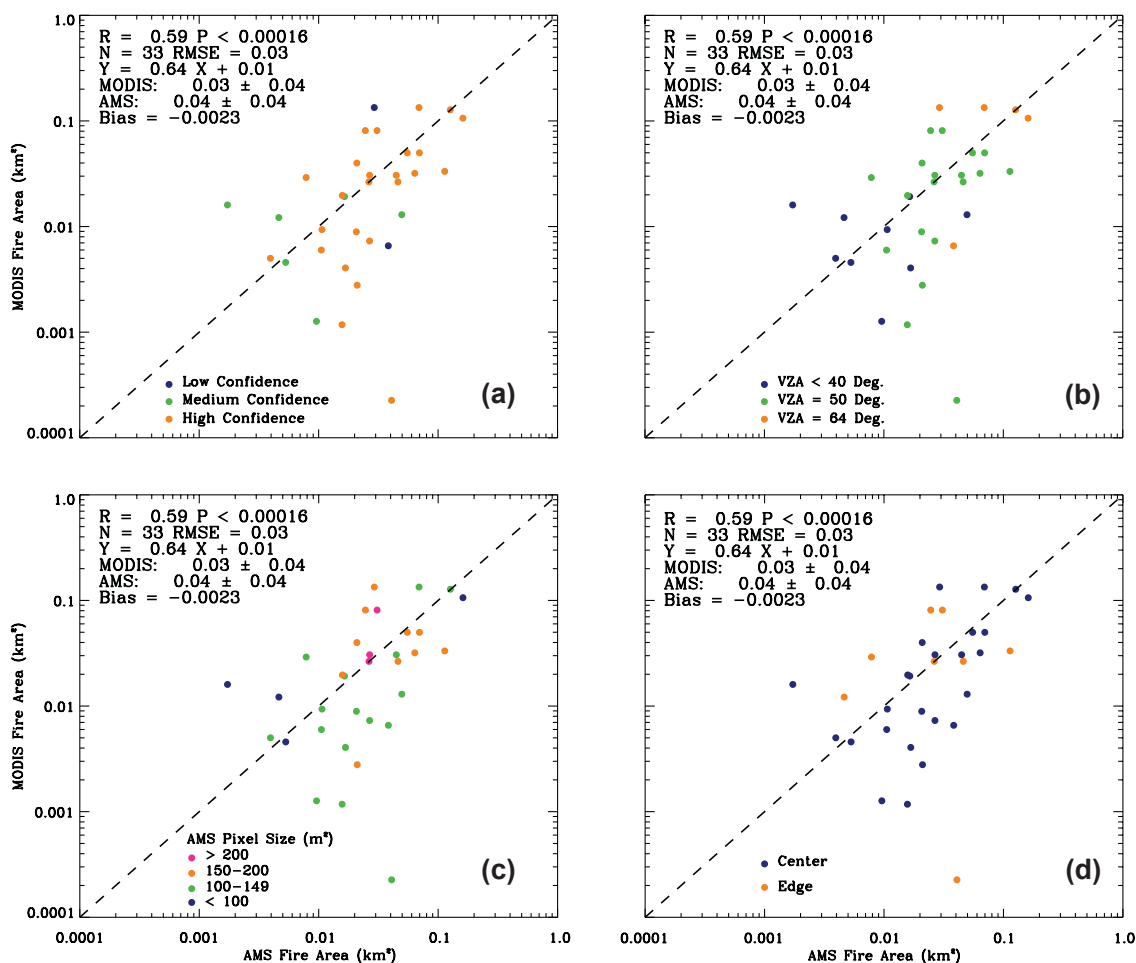 R = 0.59 P < 0.00016
N = 33 RMSE = 0.03
Y = 0.64 X + 0.01
MODIS: 0.03 ± 0.04
AMS: 0.04 ± 0.04
Bias = -0.0023
1.0
0.1
0.01
0.001
0.0001
MODIS Fire Area (km²)
Low Confidence
Medium Confidence
High Confidence
(a)
R = 0.59 P < 0.00016
N = 33 RMSE = 0.03
Y = 0.64 X + 0.01
MODIS: 0.03 ± 0.04
AMS: 0.04 ± 0.04
Bias = -0.0023
VZA < 40 Deg.
VZA = 50 Deg.
VZA = 64 Deg.
(b)
R = 0.59 P < 0.00016
N = 33 RMSE = 0.03
Y = 0.64 X + 0.01
MODIS: 0.03 ± 0.04
AMS: 0.04 ± 0.04
Bias = -0.0023
1.0
0.1
0.01
0.001
0.0001
MODIS Fire Area (km²)
AMS Pixel Size (m²)
> 200
150-200
100-149
< 100
(c)
0.0001 0.001 0.01 0.1 1.0
AMS Fire Area (km²)
R = 0.59 P < 0.00016
N = 33 RMSE = 0.03
Y = 0.64 X + 0.01
MODIS: 0.03 ± 0.04
AMS: 0.04 ± 0.04
Bias = -0.0023
Center
Edge
(d)
0.0001 0.001 0.01 0.1 1.0
AMS Fire Area (km²)